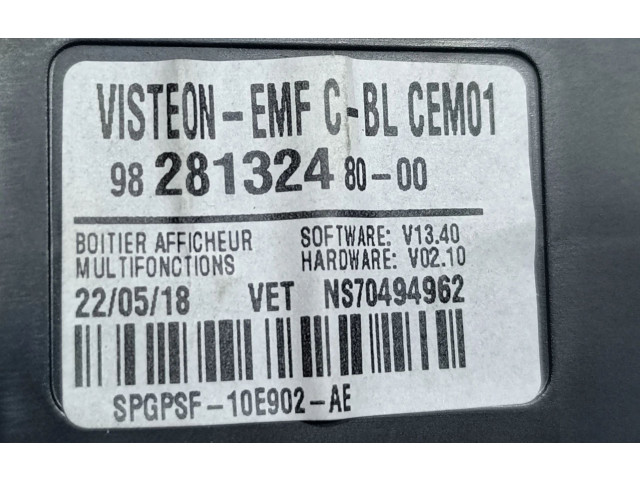 VISTEON-EMF C-BL CEM01
98 281324 80-00
BOITIER AFFICHEUR SOFTWARE: V13.40
MULTIFONCTIONS HARDWARE: V02.10
22/05/18 VET NS70494962
SPGPSF-10E902-AE